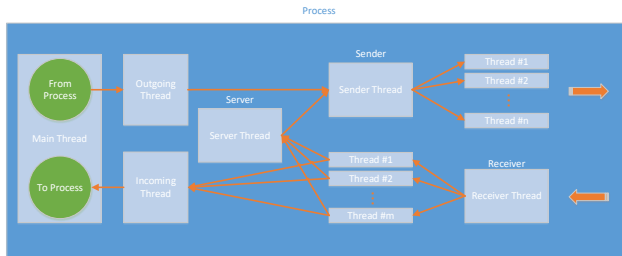 Process
Sender
From
Process
Outgoing
Thread
Sender Thread
Thread #1
Thread #2
Thread #n
Main Thread
Server
Server Thread
To Process
Incoming
Thread
Thread #1
Thread #2
Thread #m
Receiver
Receiver Thread